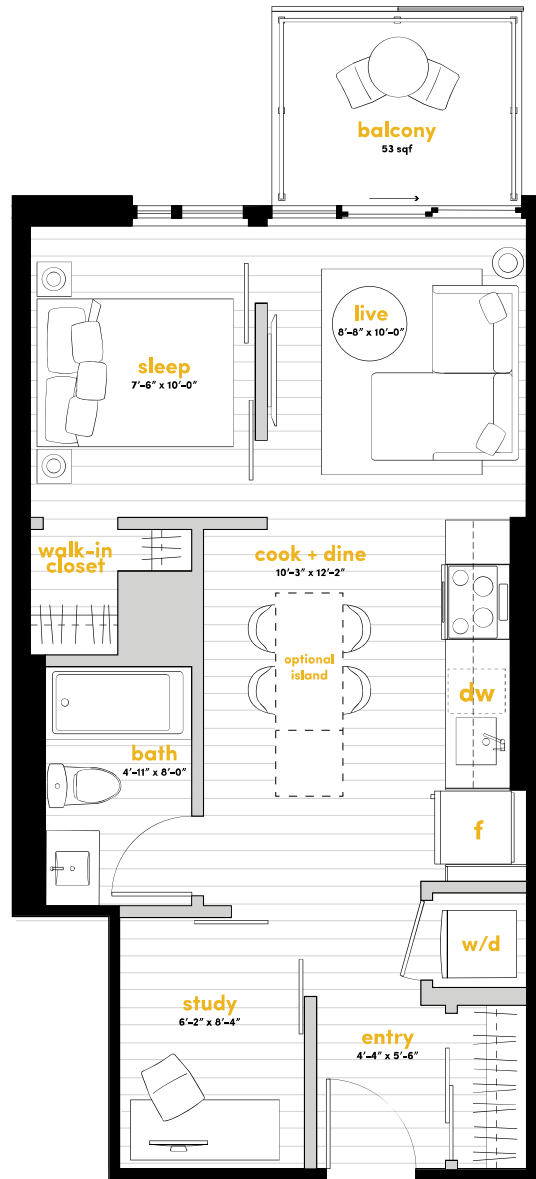 balcony
53 sqf
live
8'-8" x 10'-0"
sleep
7'-6" x 10'-0"
walk-in
closet
cook + dine
10'-3" x 12'-2"
optional
island
dw
bath
4'-11" x 8'-0"
f
w/d
study
6'-2" x 8'-4"
entry
4'-4" x 5'-6"